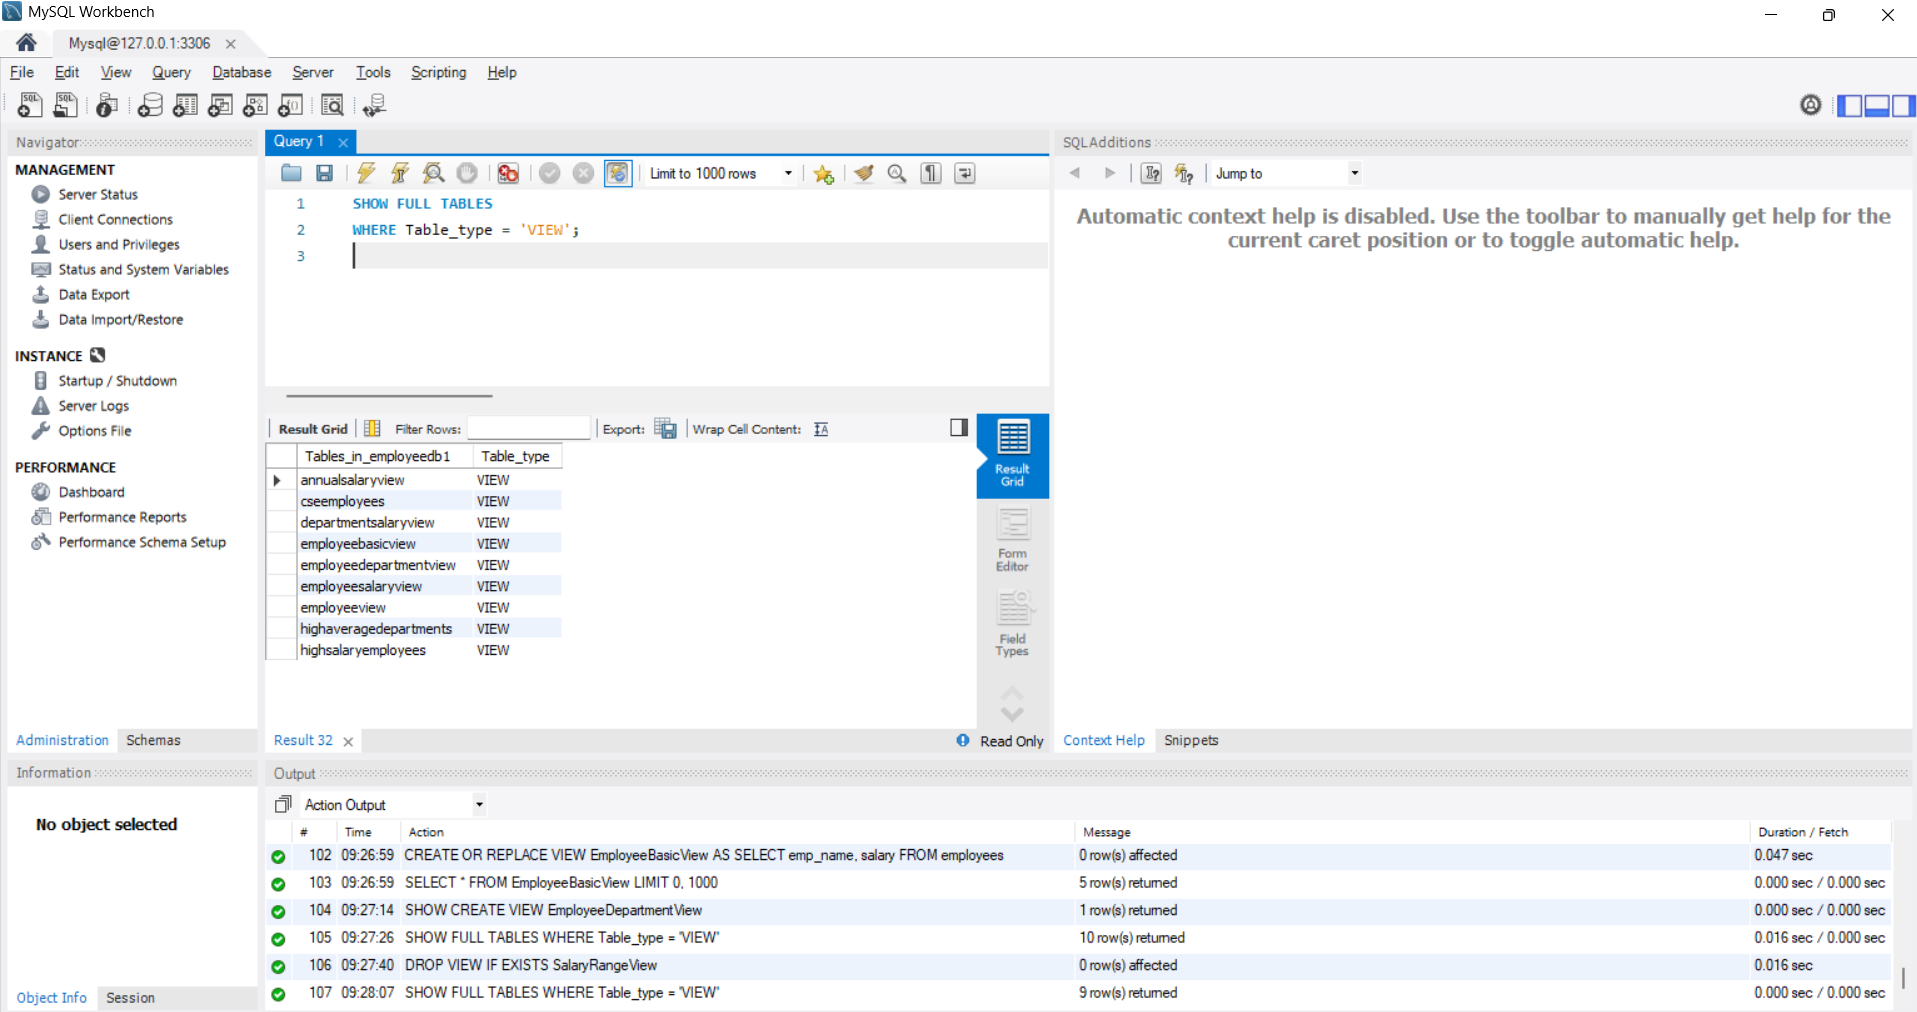 MySQL Workbench
Mysql@127.0.0.1:3306
File Edit View Query Database Server Tools Scripting Help
Navigator
MANAGEMENT
Server Status
Client Connections
Users and Privileges
Status and System Variables
Data Export
Data Import/Restore
INSTANCE
Startup / Shutdown
Server Logs
Options File
PERFORMANCE
Dashboard
Performance Reports
Performance Schema Setup
Administration Schemas
Information
No object selected
Object Info Session
Query 1
Limit to 1000 rows
1 SHOW FULL TABLES
2 WHERE Table_type = 'VIEW';
3
Result Grid Filter Rows: Export: Wrap Cell Content:
Tables_in_employeedb1 Table_type
annualsalaryview VIEW
cseemployees VIEW
departmentsalaryview VIEW
employeebasicview VIEW
employeedepartmentview VIEW
employeesalaryview VIEW
employeeview VIEW
highaveragedepartments VIEW
highsalaryemployees VIEW
Result Grid
Form Editor
Field Types
Result 32 Read Only
SQLAdditions
Jump to
Automatic context help is disabled. Use the toolbar to manually get help for the
current caret position or to toggle automatic help.
Context Help Snippets
Output
Action Output
# Time Action Message Duration / Fetch
102 09:26:59 CREATE OR REPLACE VIEW EmployeeBasicView AS SELECT emp_name, salary FROM employees 0 row(s) affected 0.047 sec
103 09:26:59 SELECT * FROM EmployeeBasicView LIMIT 0, 1000 5 row(s) returned 0.000 sec / 0.000 sec
104 09:27:14 SHOW CREATE VIEW EmployeeDepartmentView 1 row(s) returned 0.000 sec / 0.000 sec
105 09:27:26 SHOW FULL TABLES WHERE Table_type = 'VIEW' 10 row(s) returned 0.016 sec / 0.000 sec
106 09:27:40 DROP VIEW IF EXISTS SalaryRangeView 0 row(s) affected 0.016 sec
107 09:28:07 SHOW FULL TABLES WHERE Table_type = 'VIEW' 9 row(s) returned 0.000 sec / 0.000 sec